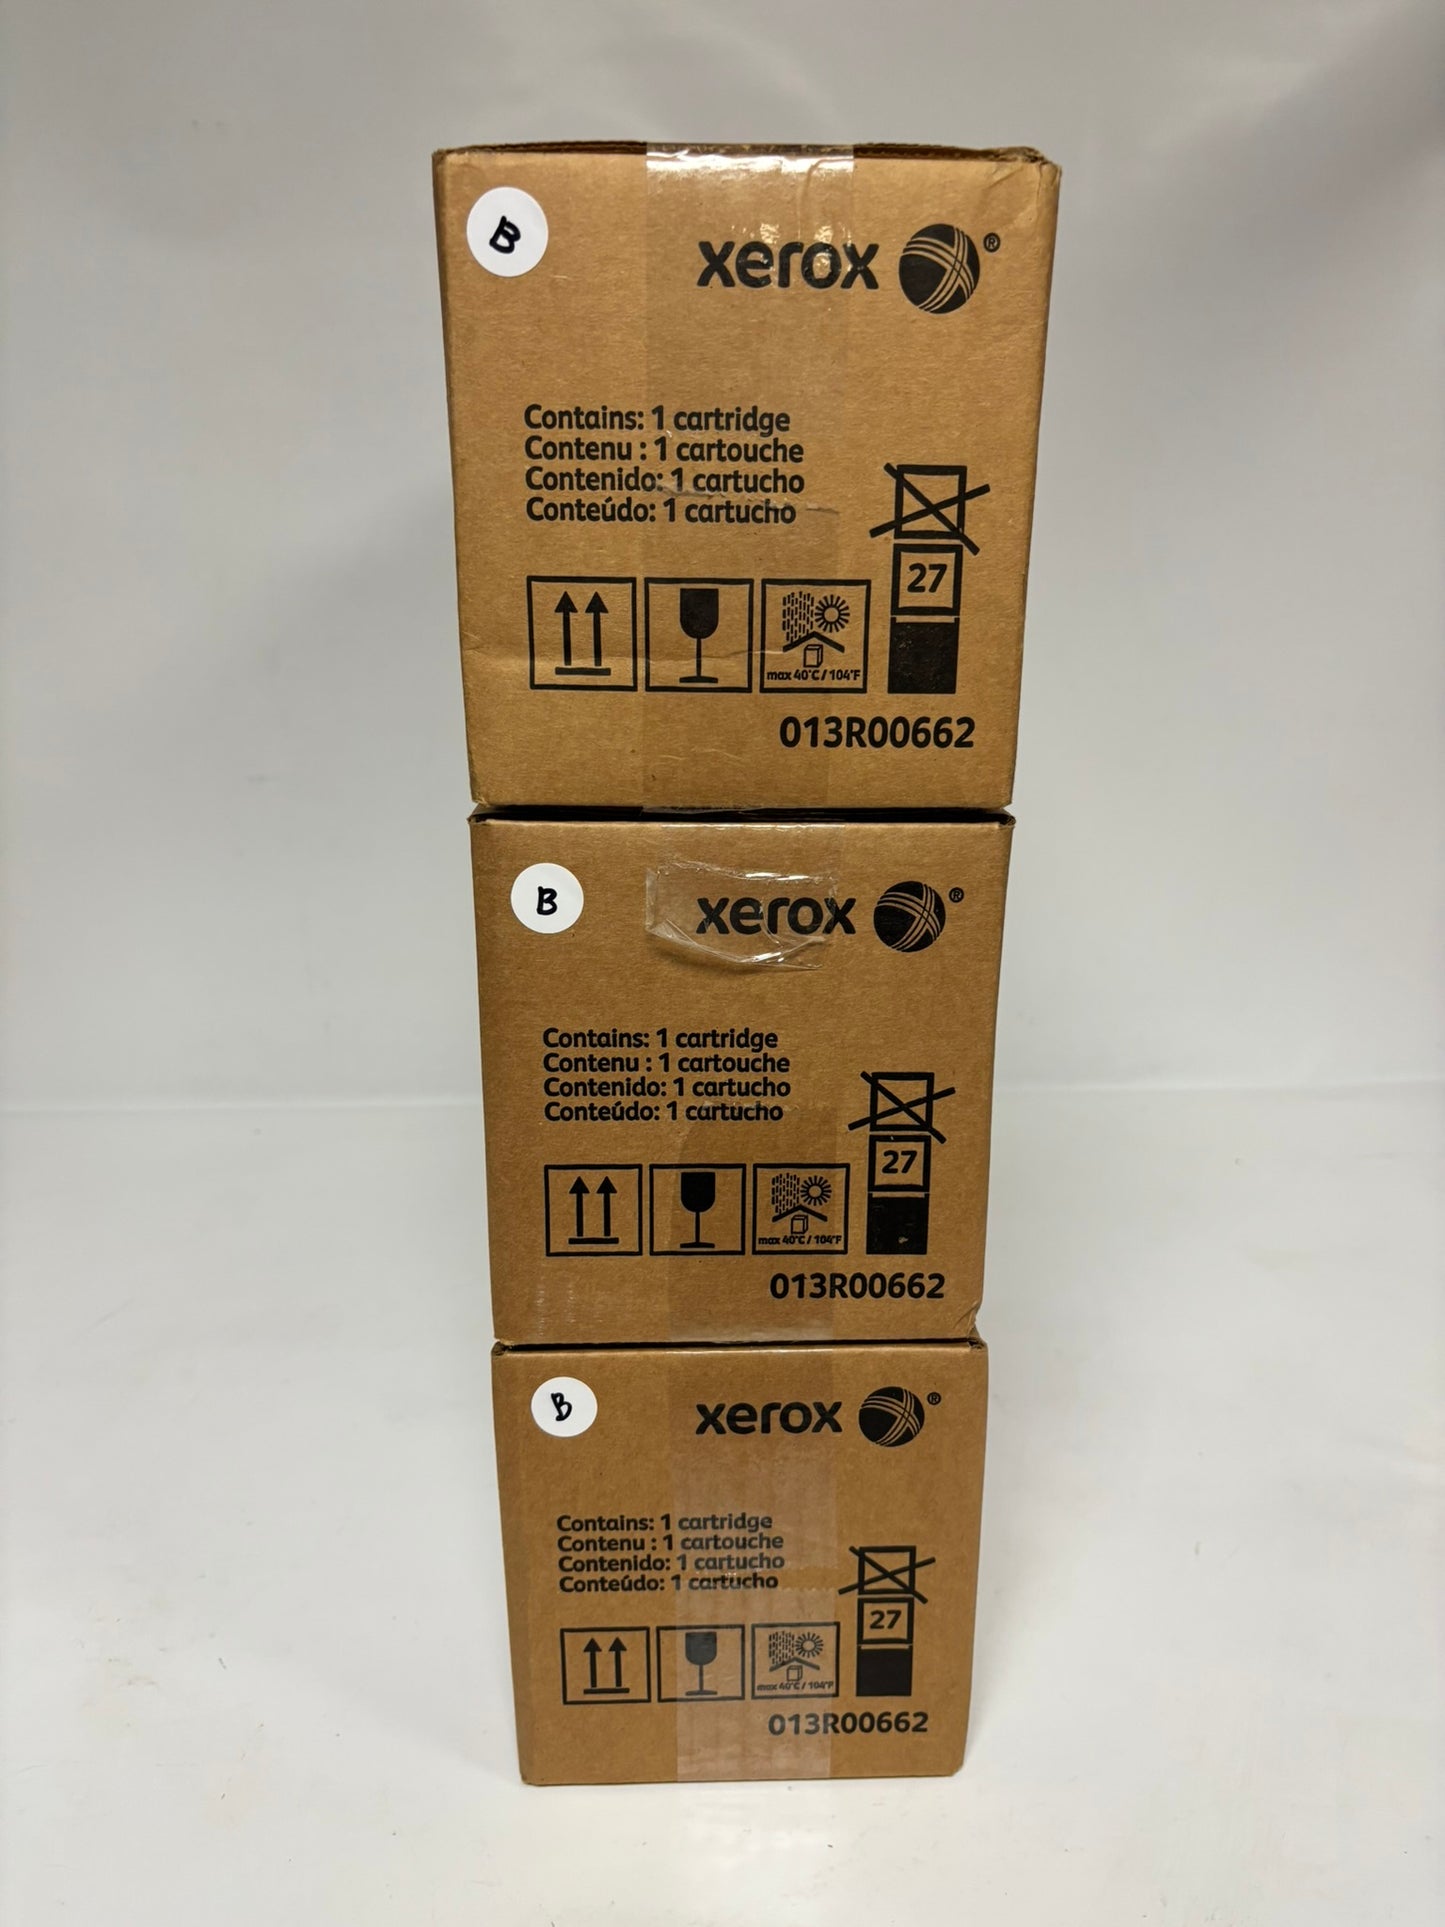 B
xerox ®
Contains: 1 cartridge
Contenu : 1 cartouche
Contenido: 1 cartucho
Conteúdo: 1 cartucho
27
max 40°C / 104°F
013R00662
B
xerox ®
Contains: 1 cartridge
Contenu : 1 cartouche
Contenido: 1 cartucho
Conteúdo: 1 cartucho
27
max 40°C / 104°F
013R00662
B
xerox ®
Contains: 1 cartridge
Contenu : 1 cartouche
Contenido: 1 cartucho
Conteúdo: 1 cartucho
27
max 40°C / 104°F
013R00662